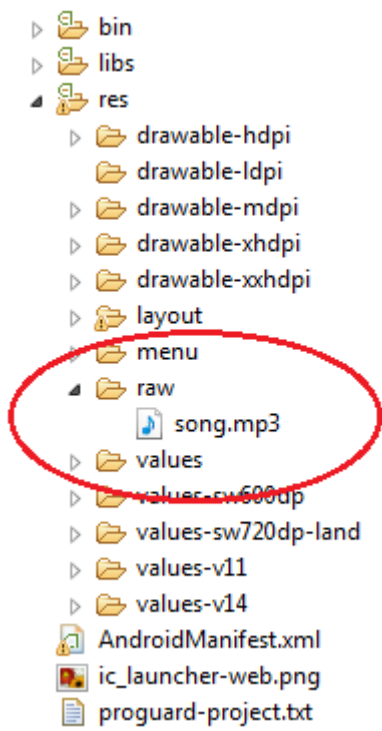 bin
libs
res
drawable-hdpi
drawable-ldpi
drawable-mdpi
drawable-xhdpi
drawable-xxhdpi
layout
menu
raw
song.mp3
values
values-sw600dp
values-sw720dp-land
values-v11
values-v14
AndroidManifest.xml
ic_launcher-web.png
proguard-project.txt